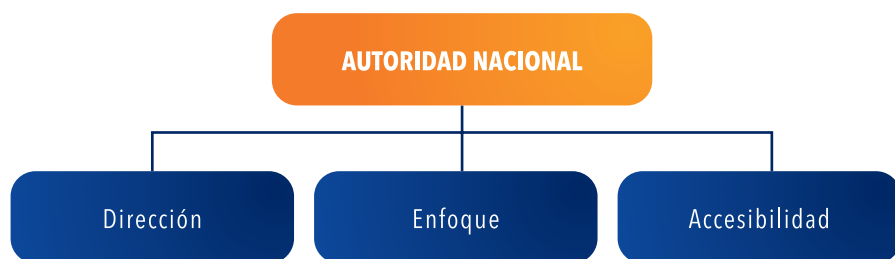 AUTORIDAD NACIONAL
Dirección
Enfoque
Accesibilidad